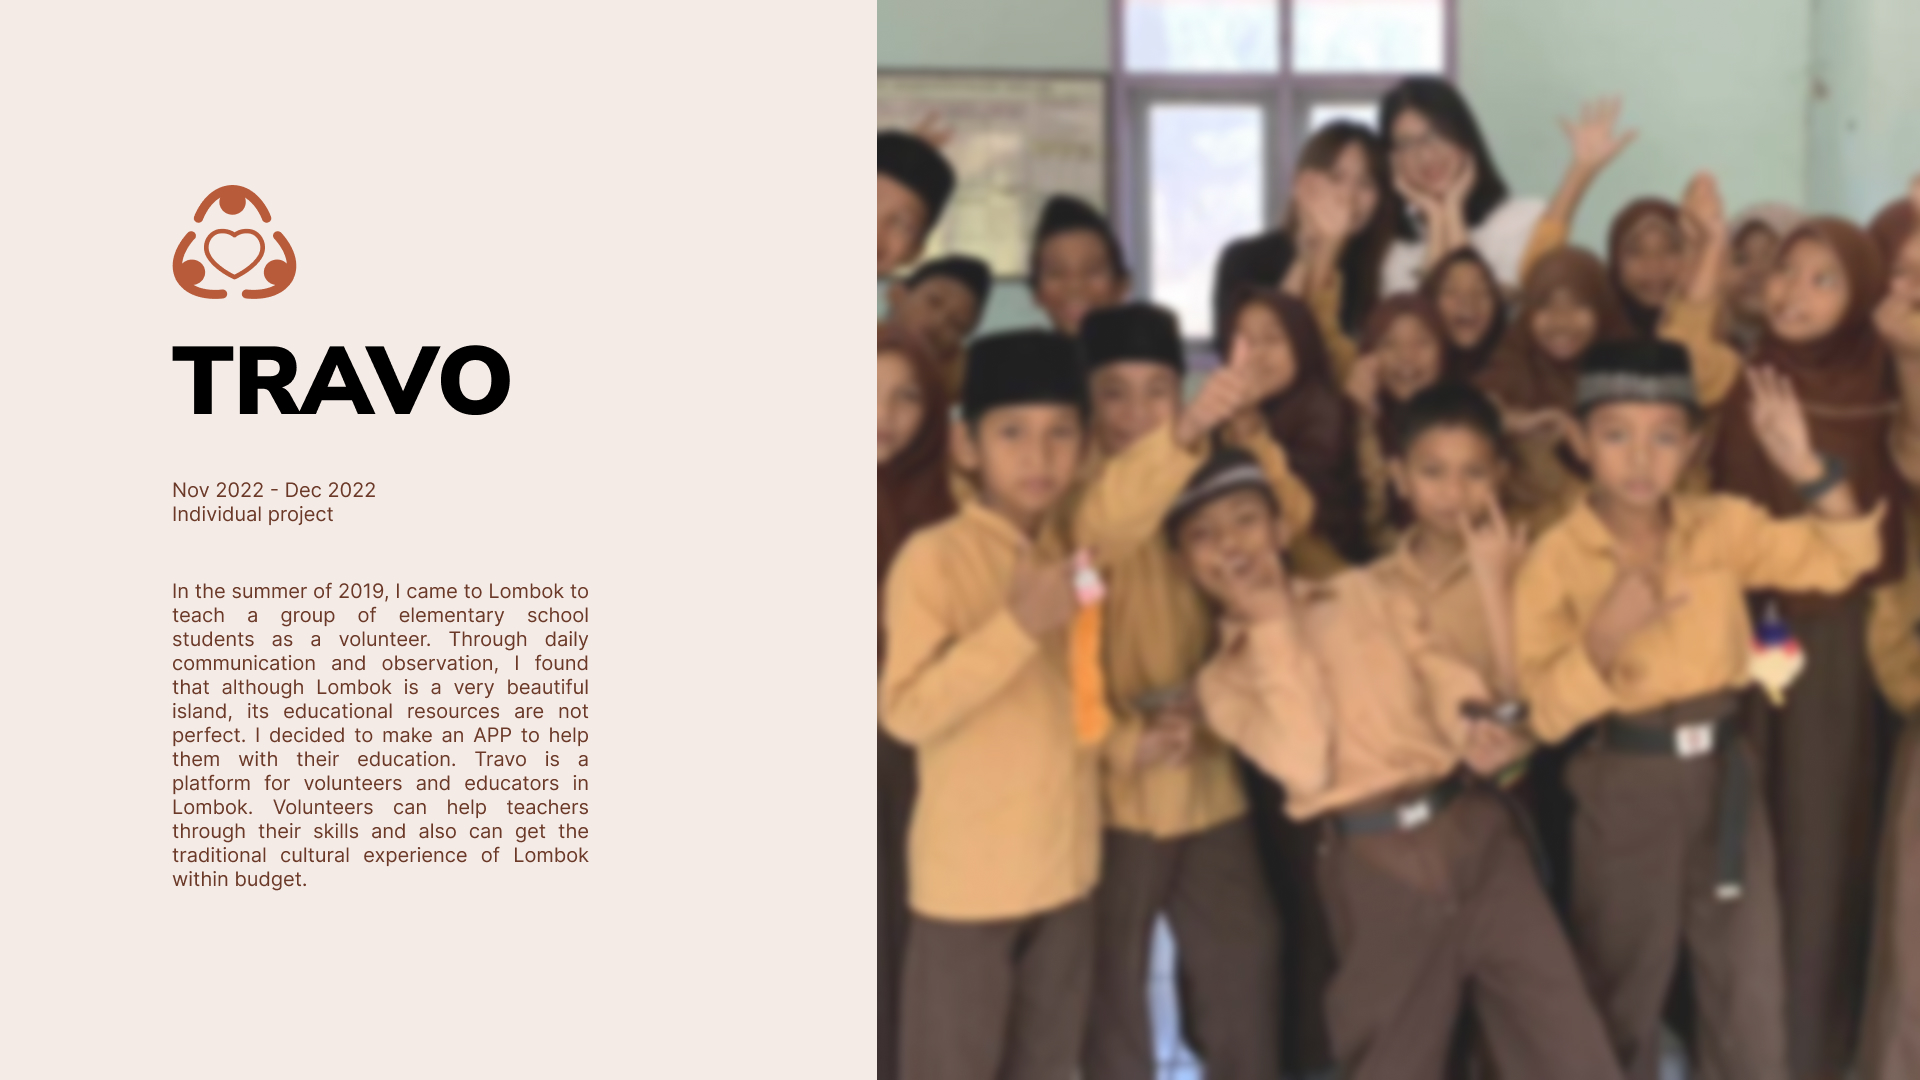 TRAVO
Nov 2022 - Dec 2022
Individual project
In the summer of 2019, I came to Lombok to
teach a group of elementary school
students as a volunteer. Through daily
communication and observation, I found
that although Lombok is a very beautiful
island, its educational resources are not
perfect. I decided to make an APP to help
them with their education. Travo is a
platform for volunteers and educators in
Lombok. Volunteers can help teachers
through their skills and also can get the
traditional cultural experience of Lombok
within budget.